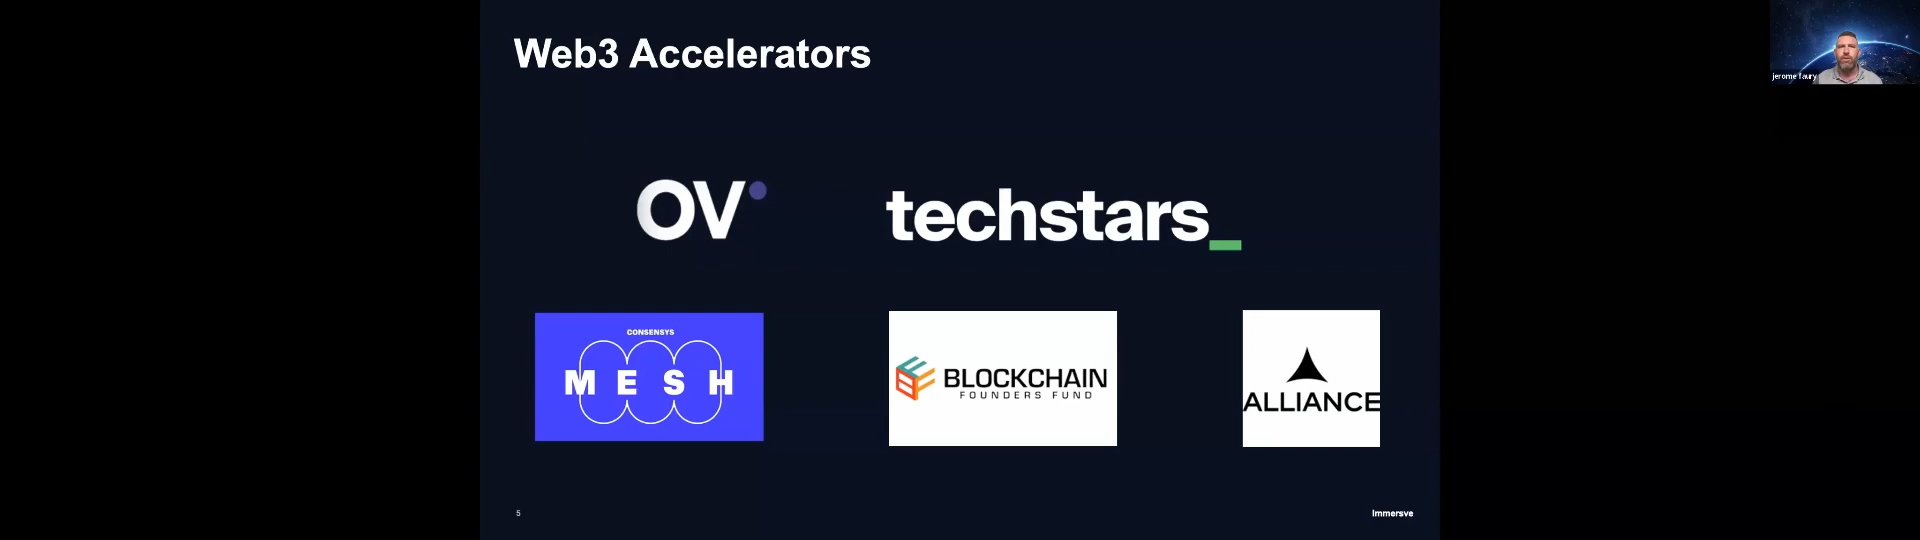 Web3 Accelerators
jerome faury
OV
techstars_
CONSENSYS
MESH
BLOCKCHAIN
FOUNDERS FUND
ALLIANCE
5
Immersve